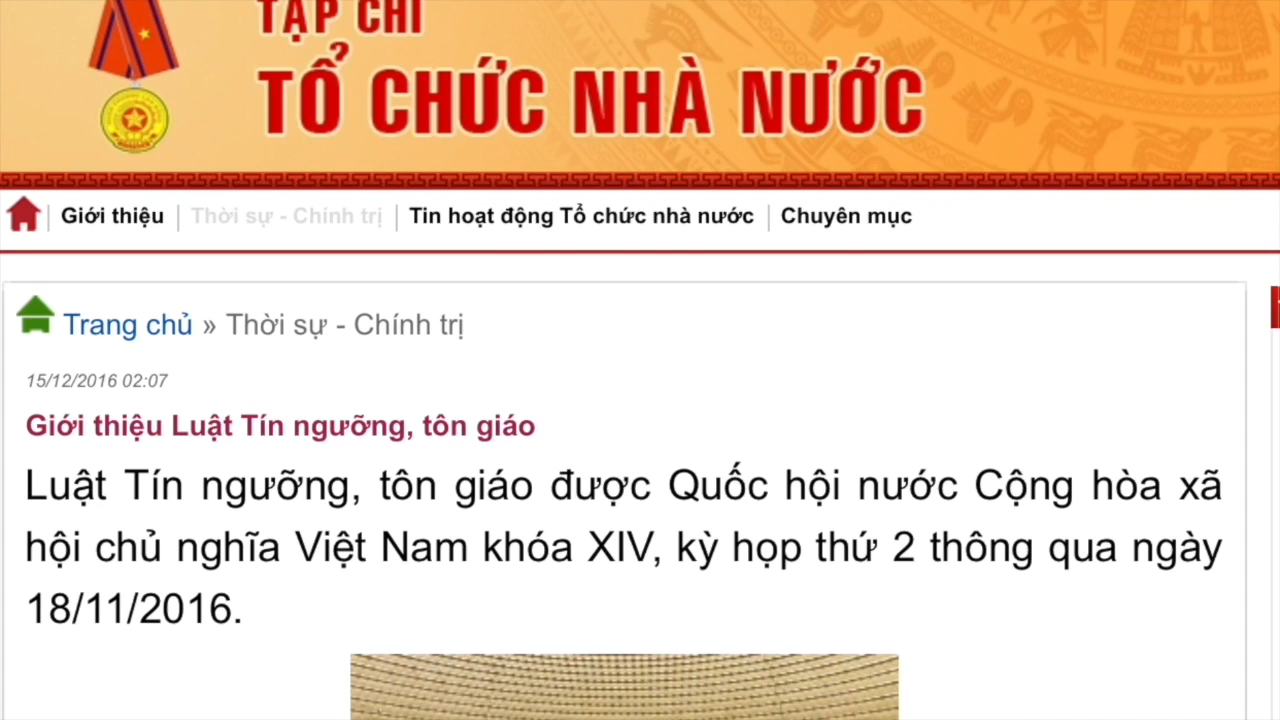 TẠP CHÍ
TỔ CHỨC NHÀ NƯỚC
Giới thiệu | Thời sự - Chính trị | Tin hoạt động Tổ chức nhà nước | Chuyên mục
Trang chủ » Thời sự - Chính trị
15/12/2016 02:07
Giới thiệu Luật Tín ngưỡng, tôn giáo
Luật Tín ngưỡng, tôn giáo được Quốc hội nước Cộng hòa xã
hội chủ nghĩa Việt Nam khóa XIV, kỳ họp thứ 2 thông qua ngày
18/11/2016.